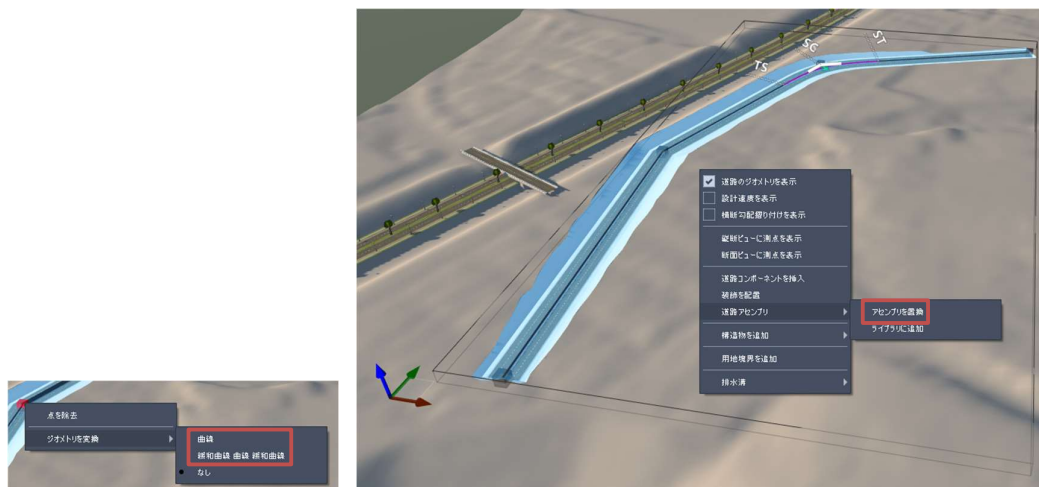 点を除去
ジオメトリを変換
曲線
緩和曲線 曲線 緩和曲線
なし
TS
SC
ST
道路のジオメトリを表示
設計速度を表示
横断勾配摺り付けを表示
縦断ビューに測点を表示
断面ビューに測点を表示
道路コンポーネントを挿入
装飾を配置
道路アセンブリ
構造物を追加
用地境界を追加
排水溝
アセンブリを置換
ライブラリに追加